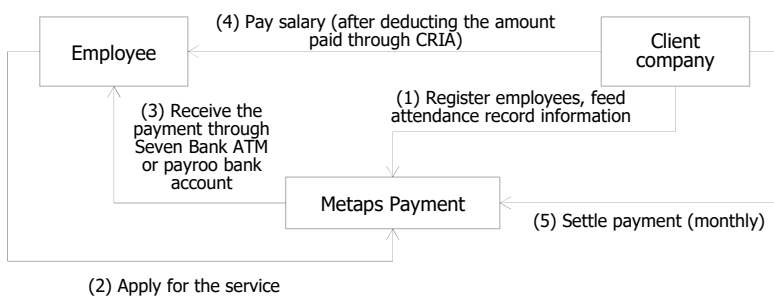 (4) Pay salary (after deducting the amount
paid through CRIA)
Employee
Client
company
(1) Register employees, feed
attendance record information
(3) Receive the
payment through
Seven Bank ATM
or payroo bank
account
Metaps Payment
(5) Settle payment (monthly)
(2) Apply for the service